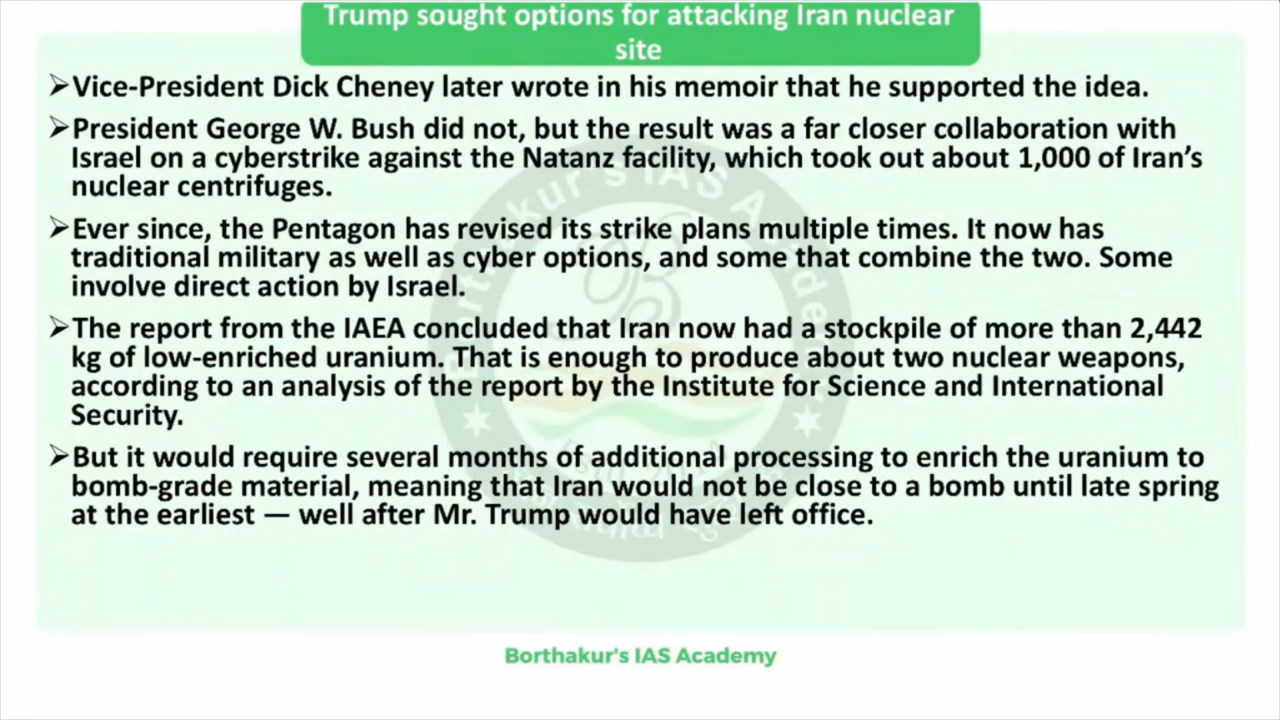 Trump sought options for attacking Iran nuclear
site
➢Vice-President Dick Cheney later wrote in his memoir that he supported the idea.
➢President George W. Bush did not, but the result was a far closer collaboration with
Israel on a cyberstrike against the Natanz facility, which took out about 1,000 of Iran’s
nuclear centrifuges.
➢Ever since, the Pentagon has revised its strike plans multiple times. It now has
traditional military as well as cyber options, and some that combine the two. Some
involve direct action by Israel.
➢The report from the IAEA concluded that Iran now had a stockpile of more than 2,442
kg of low-enriched uranium. That is enough to produce about two nuclear weapons,
according to an analysis of the report by the Institute for Science and International
Security.
➢But it would require several months of additional processing to enrich the uranium to
bomb-grade material, meaning that Iran would not be close to a bomb until late spring
at the earliest — well after Mr. Trump would have left office.
Borthakur's IAS Academy